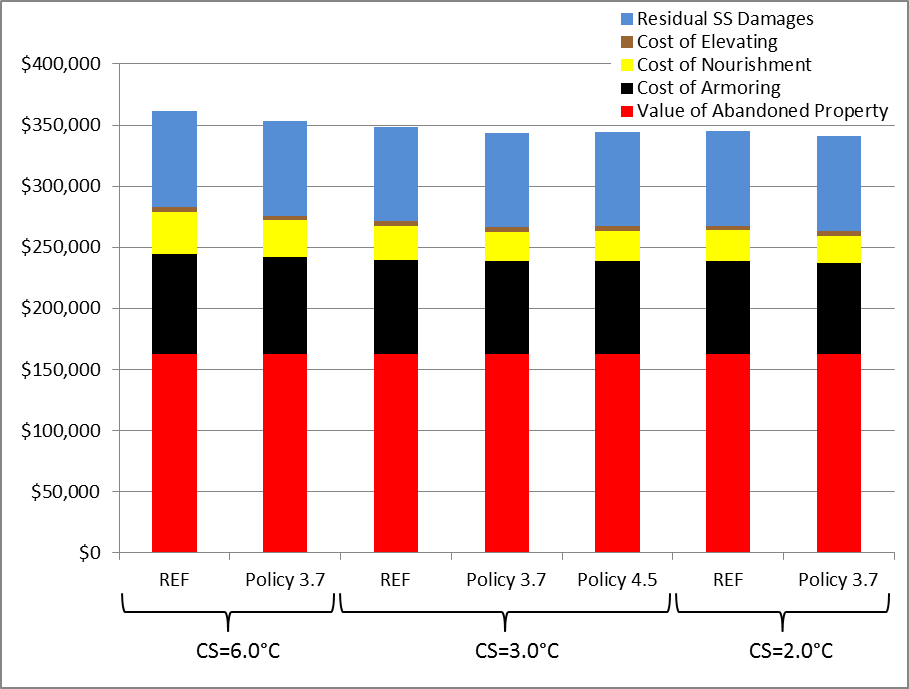 Residual SS Damages
Cost of Elevating
Cost of Nourishment
Cost of Armoring
Value of Abandoned Property
$400,000
$350,000
$300,000
$250,000
$200,000
$150,000
$100,000
$50,000
$0
REF Policy 3.7 REF Policy 3.7 Policy 4.5 REF Policy 3.7
CS=6.0°C CS=3.0°C CS=2.0°C